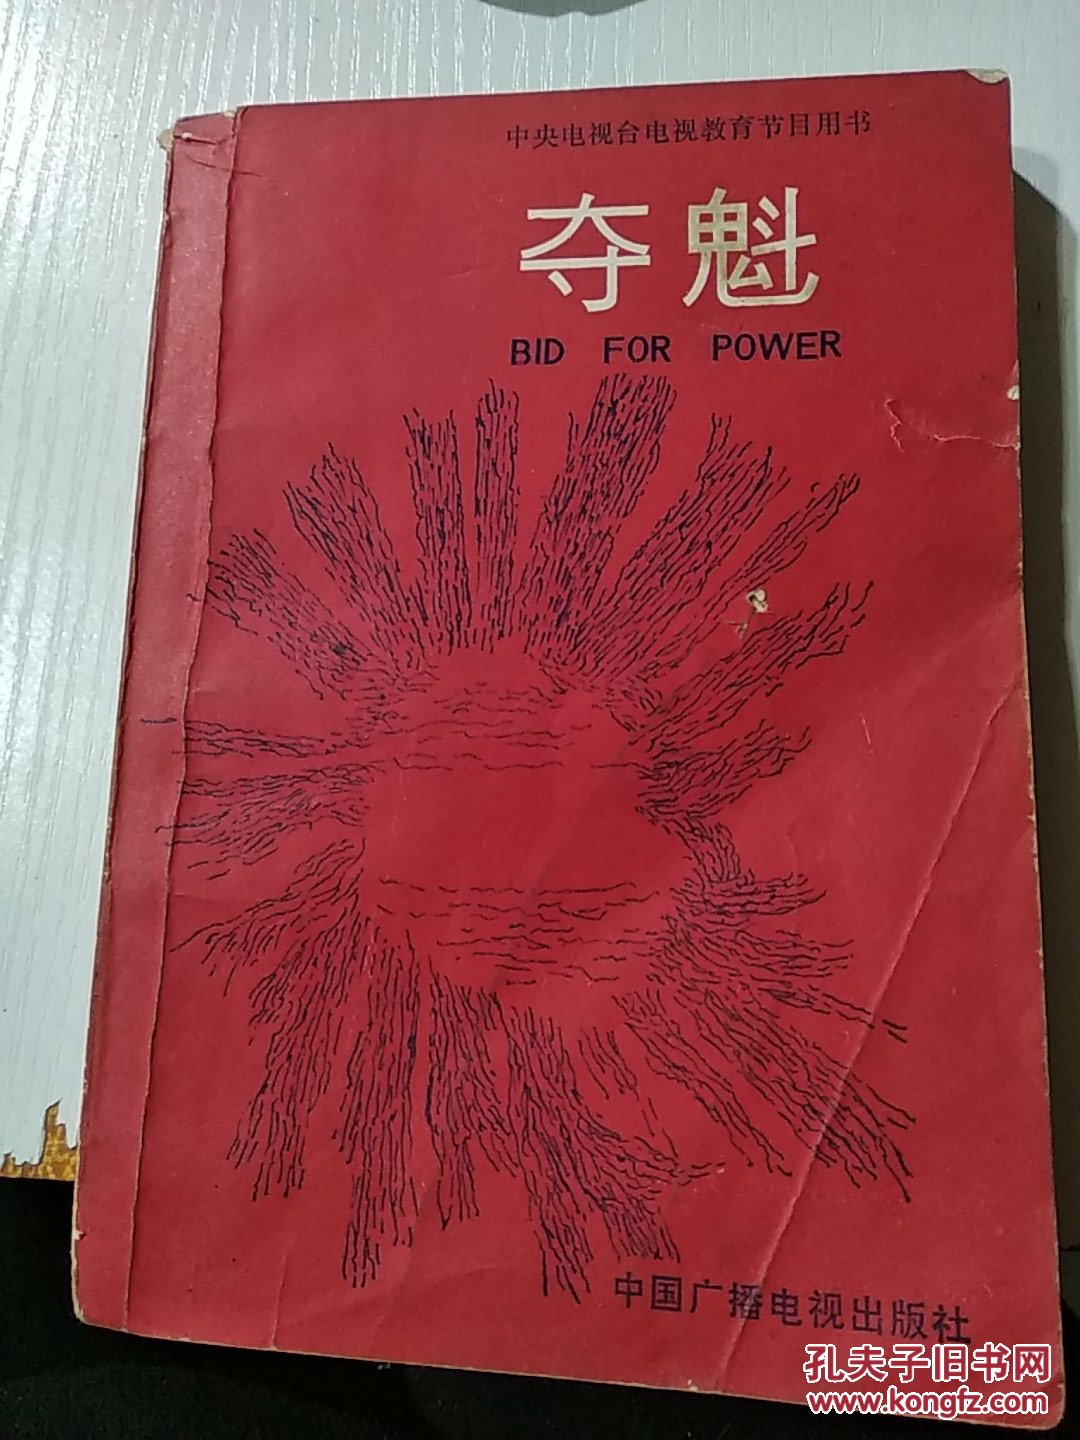 中央电视台电视教育节目用书
夺魁
BID FOR POWER
中国广播电视出版社
孔夫子旧书网
www.kongfz.com